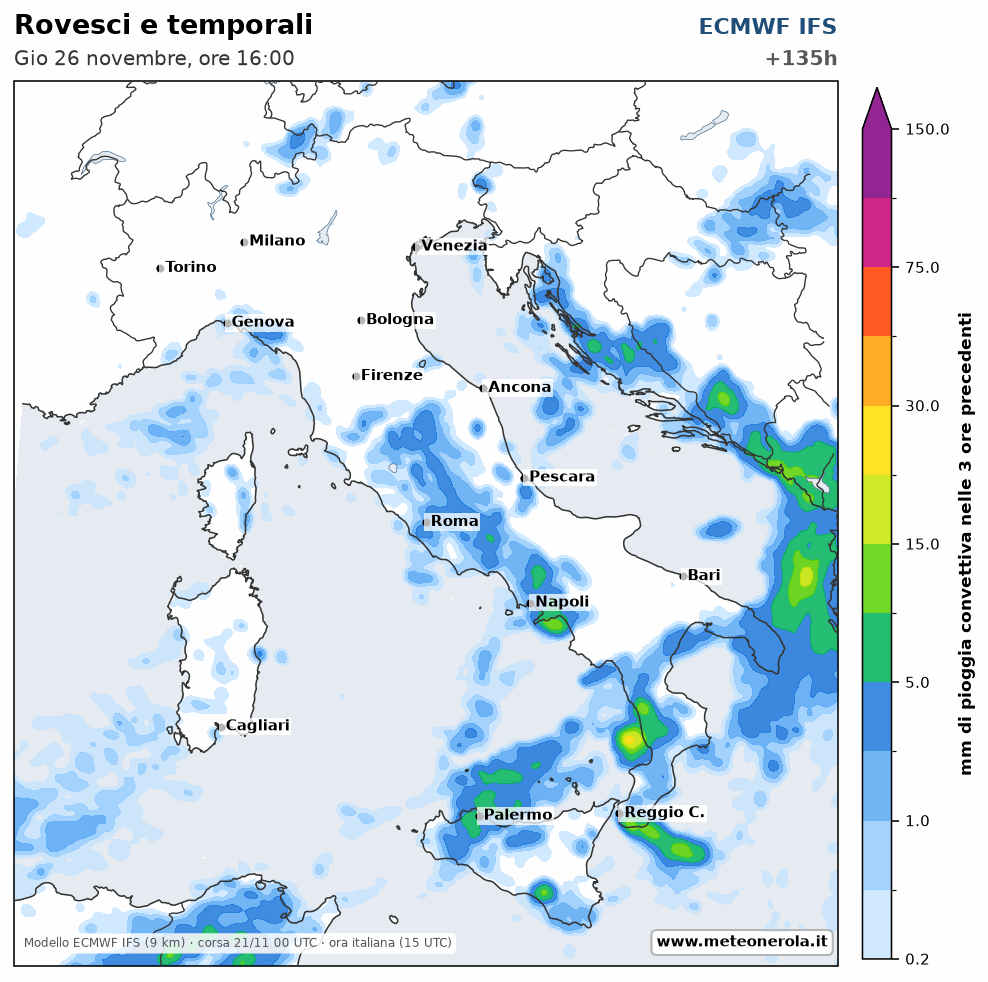 Rovesci e temporali
ECMWF IFS
Gio 26 novembre, ore 16:00
+135h
150.0
75.0
30.0
15.0
5.0
1.0
0.2
mm di pioggia convettiva nelle 3 ore precedenti
Milano
Venezia
Torino
Genova
Bologna
Firenze
Ancona
Pescara
Roma
Bari
Napoli
Cagliari
Palermo
Reggio C.
Modello ECMWF IFS (9 km) · corsa 21/11 00 UTC · ora italiana (15 UTC)
www.meteonerola.it